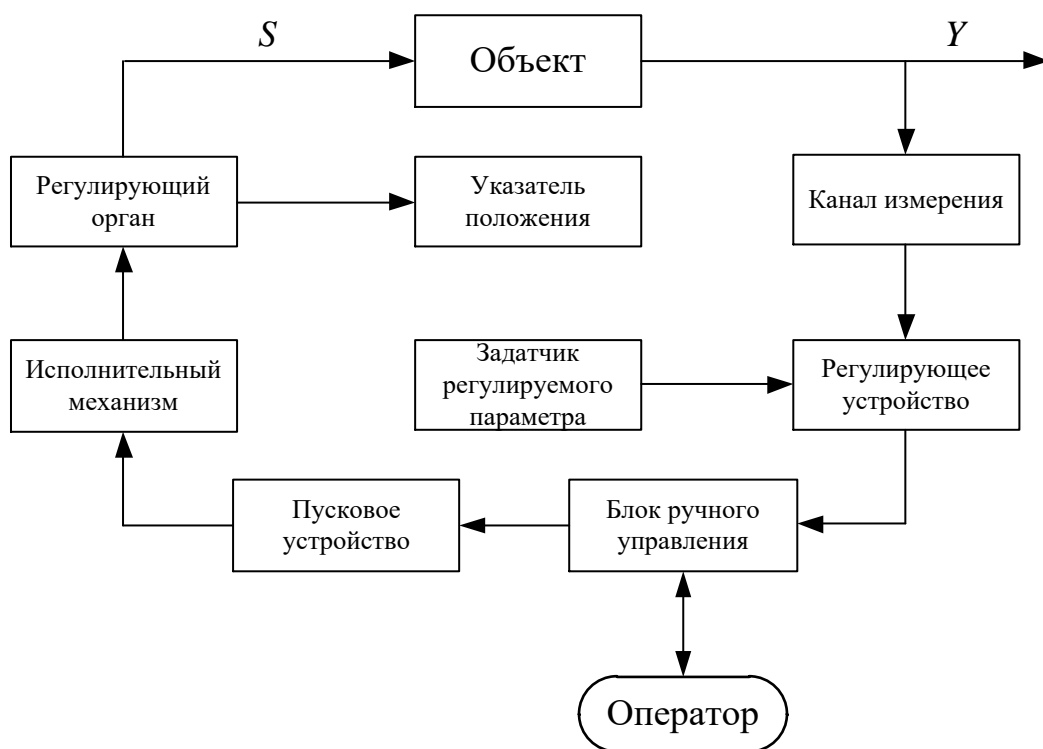 S
Объект
Y
Регулирующий
орган
Указатель
положения
Канал измерения
Исполнительный
механизм
Задатчик
регулируемого
параметра
Регулирующее
устройство
Пусковое
устройство
Блок ручного
управления
Оператор